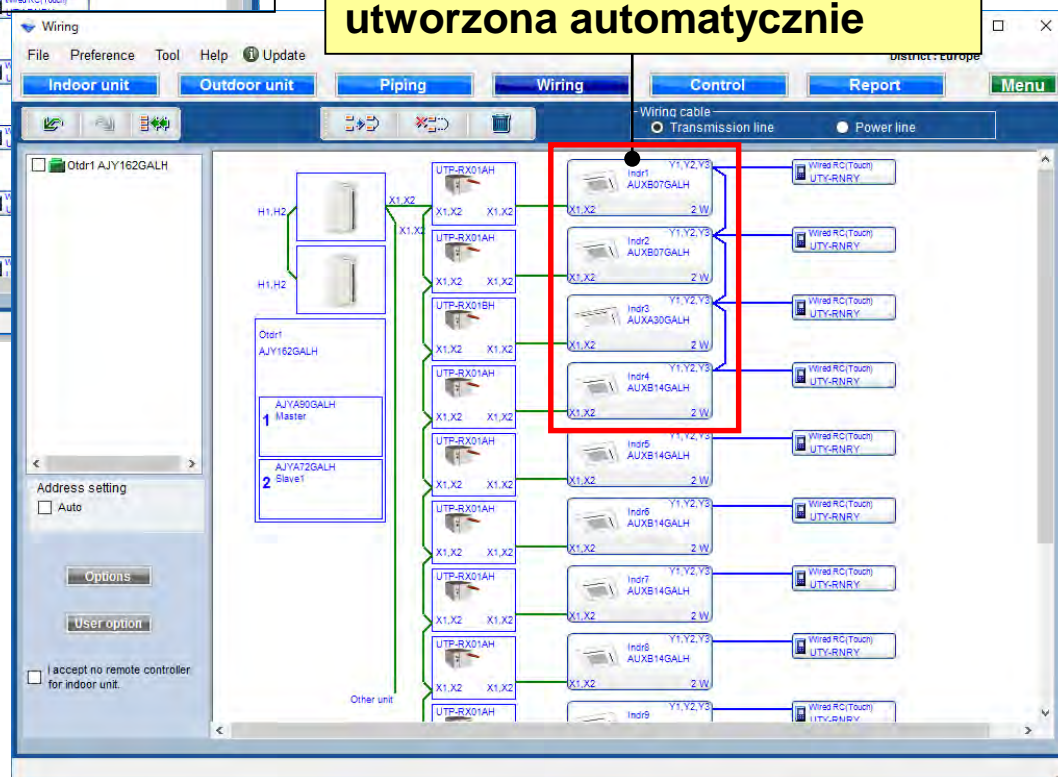 utworzona automatycznie
Wiring
File Preference Tool Help Update
District : Europe
Indoor unit Outdoor unit Piping Wiring Control Report Menu
Wiring cable
Transmission line Power line
Otdr1 AJY162GALH
Address setting
Auto
Options
User option
I accept no remote controller
for indoor unit.
H1,H2
H1,H2
X1,X2
X1,X2
Otdr1
AJY162GALH
AJYA90GALH
1 Master
AJYA72GALH
2 Slave1
Other unit
UTP-RX01AH
X1,X2 X1,X2
UTP-RX01AH
X1,X2 X1,X2
UTP-RX01BH
X1,X2 X1,X2
UTP-RX01AH
X1,X2 X1,X2
UTP-RX01AH
X1,X2 X1,X2
UTP-RX01AH
X1,X2 X1,X2
UTP-RX01AH
X1,X2 X1,X2
UTP-RX01AH
X1,X2 X1,X2
UTP-RX01AH
Y1,Y2,Y3
Indr1
AUXB07GALH
X1,X2 2 W
Y1,Y2,Y3
Indr2
AUXB07GALH
X1,X2 2 W
Y1,Y2,Y3
Indr3
AUXA30GALH
X1,X2 2 W
Y1,Y2,Y3
Indr4
AUXB14GALH
X1,X2 2 W
Y1,Y2,Y3
Indr5
AUXB14GALH
X1,X2 2 W
Y1,Y2,Y3
Indr6
AUXB14GALH
X1,X2 2 W
Y1,Y2,Y3
Indr7
AUXB14GALH
X1,X2 2 W
Y1,Y2,Y3
Indr8
AUXB14GALH
X1,X2 2 W
Y1,Y2,Y3
Indr9
Wired RC(Touch)
UTY-RNRY
Wired RC(Touch)
UTY-RNRY
Wired RC(Touch)
UTY-RNRY
Wired RC(Touch)
UTY-RNRY
Wired RC(Touch)
UTY-RNRY
Wired RC(Touch)
UTY-RNRY
Wired RC(Touch)
UTY-RNRY
Wired RC(Touch)
UTY-RNRY
Wired RC(Touch)
UTY-RNRY